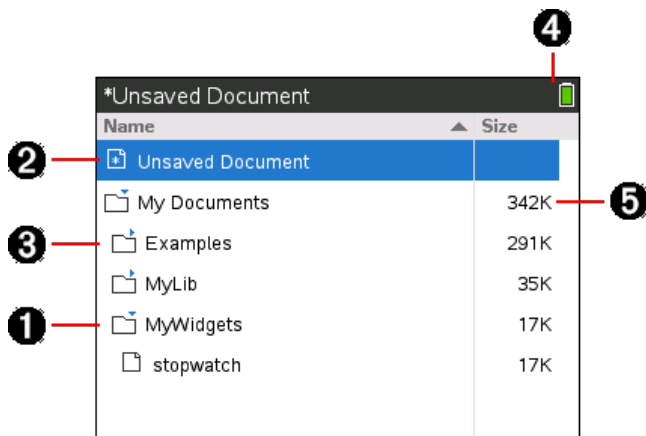 4
*Unsaved Document
Name Size
2 Unsaved Document
My Documents 342K 5
3 Examples 291K
MyLib 35K
1 MyWidgets 17K
stopwatch 17K